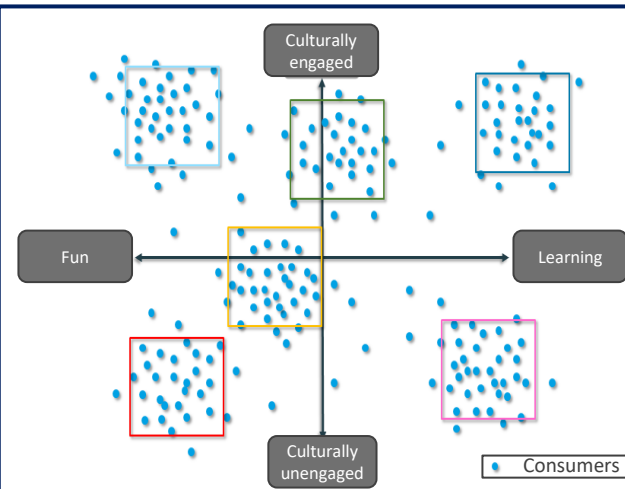 Culturally
engaged
Fun
Learning
Culturally
unengaged
Consumers